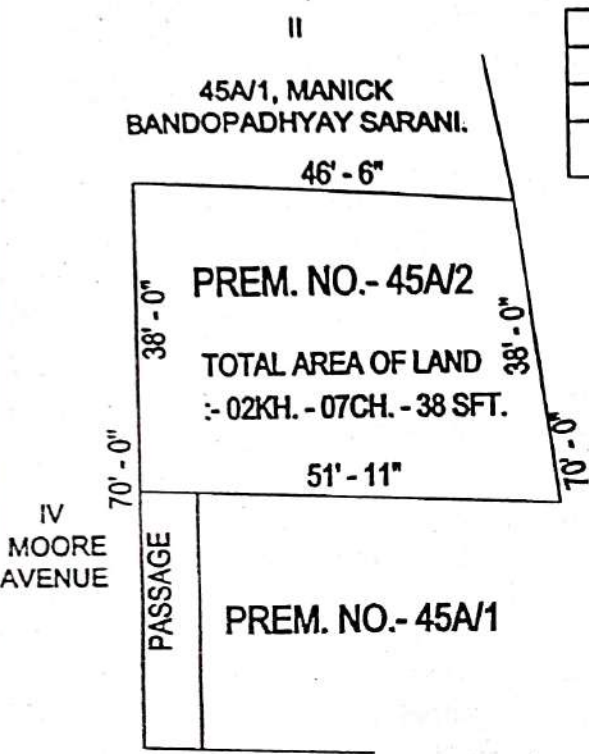 II
45A/1, MANICK
BANDOPADHYAY SARANI.
46' - 6"
PREM. NO.- 45A/2
38' - 0"
38' - 0"
TOTAL AREA OF LAND
:- 02KH. - 07CH. - 38 SFT.
70' - 0"
70' - 0"
51' - 11"
IV
MOORE
AVENUE
PASSAGE
PREM. NO.- 45A/1